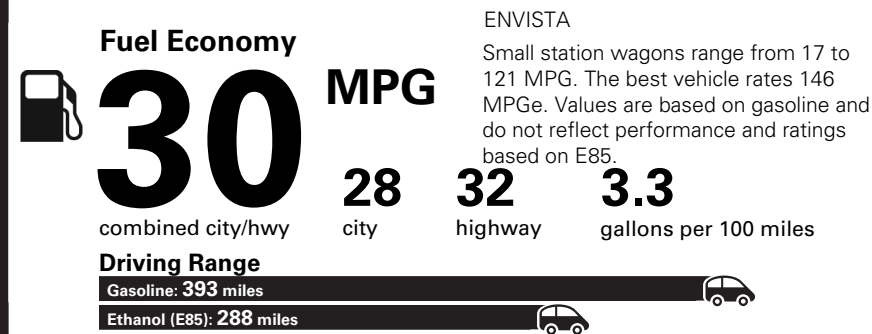 ENVISTA
Fuel Economy
30
MPG
Small station wagons range from 17 to
121 MPG. The best vehicle rates 146
MPGe. Values are based on gasoline and
do not reflect performance and ratings
based on E85.
28 32 3.3
combined city/hwy city highway gallons per 100 miles
Driving Range
Gasoline: 393 miles
Ethanol (E85): 288 miles